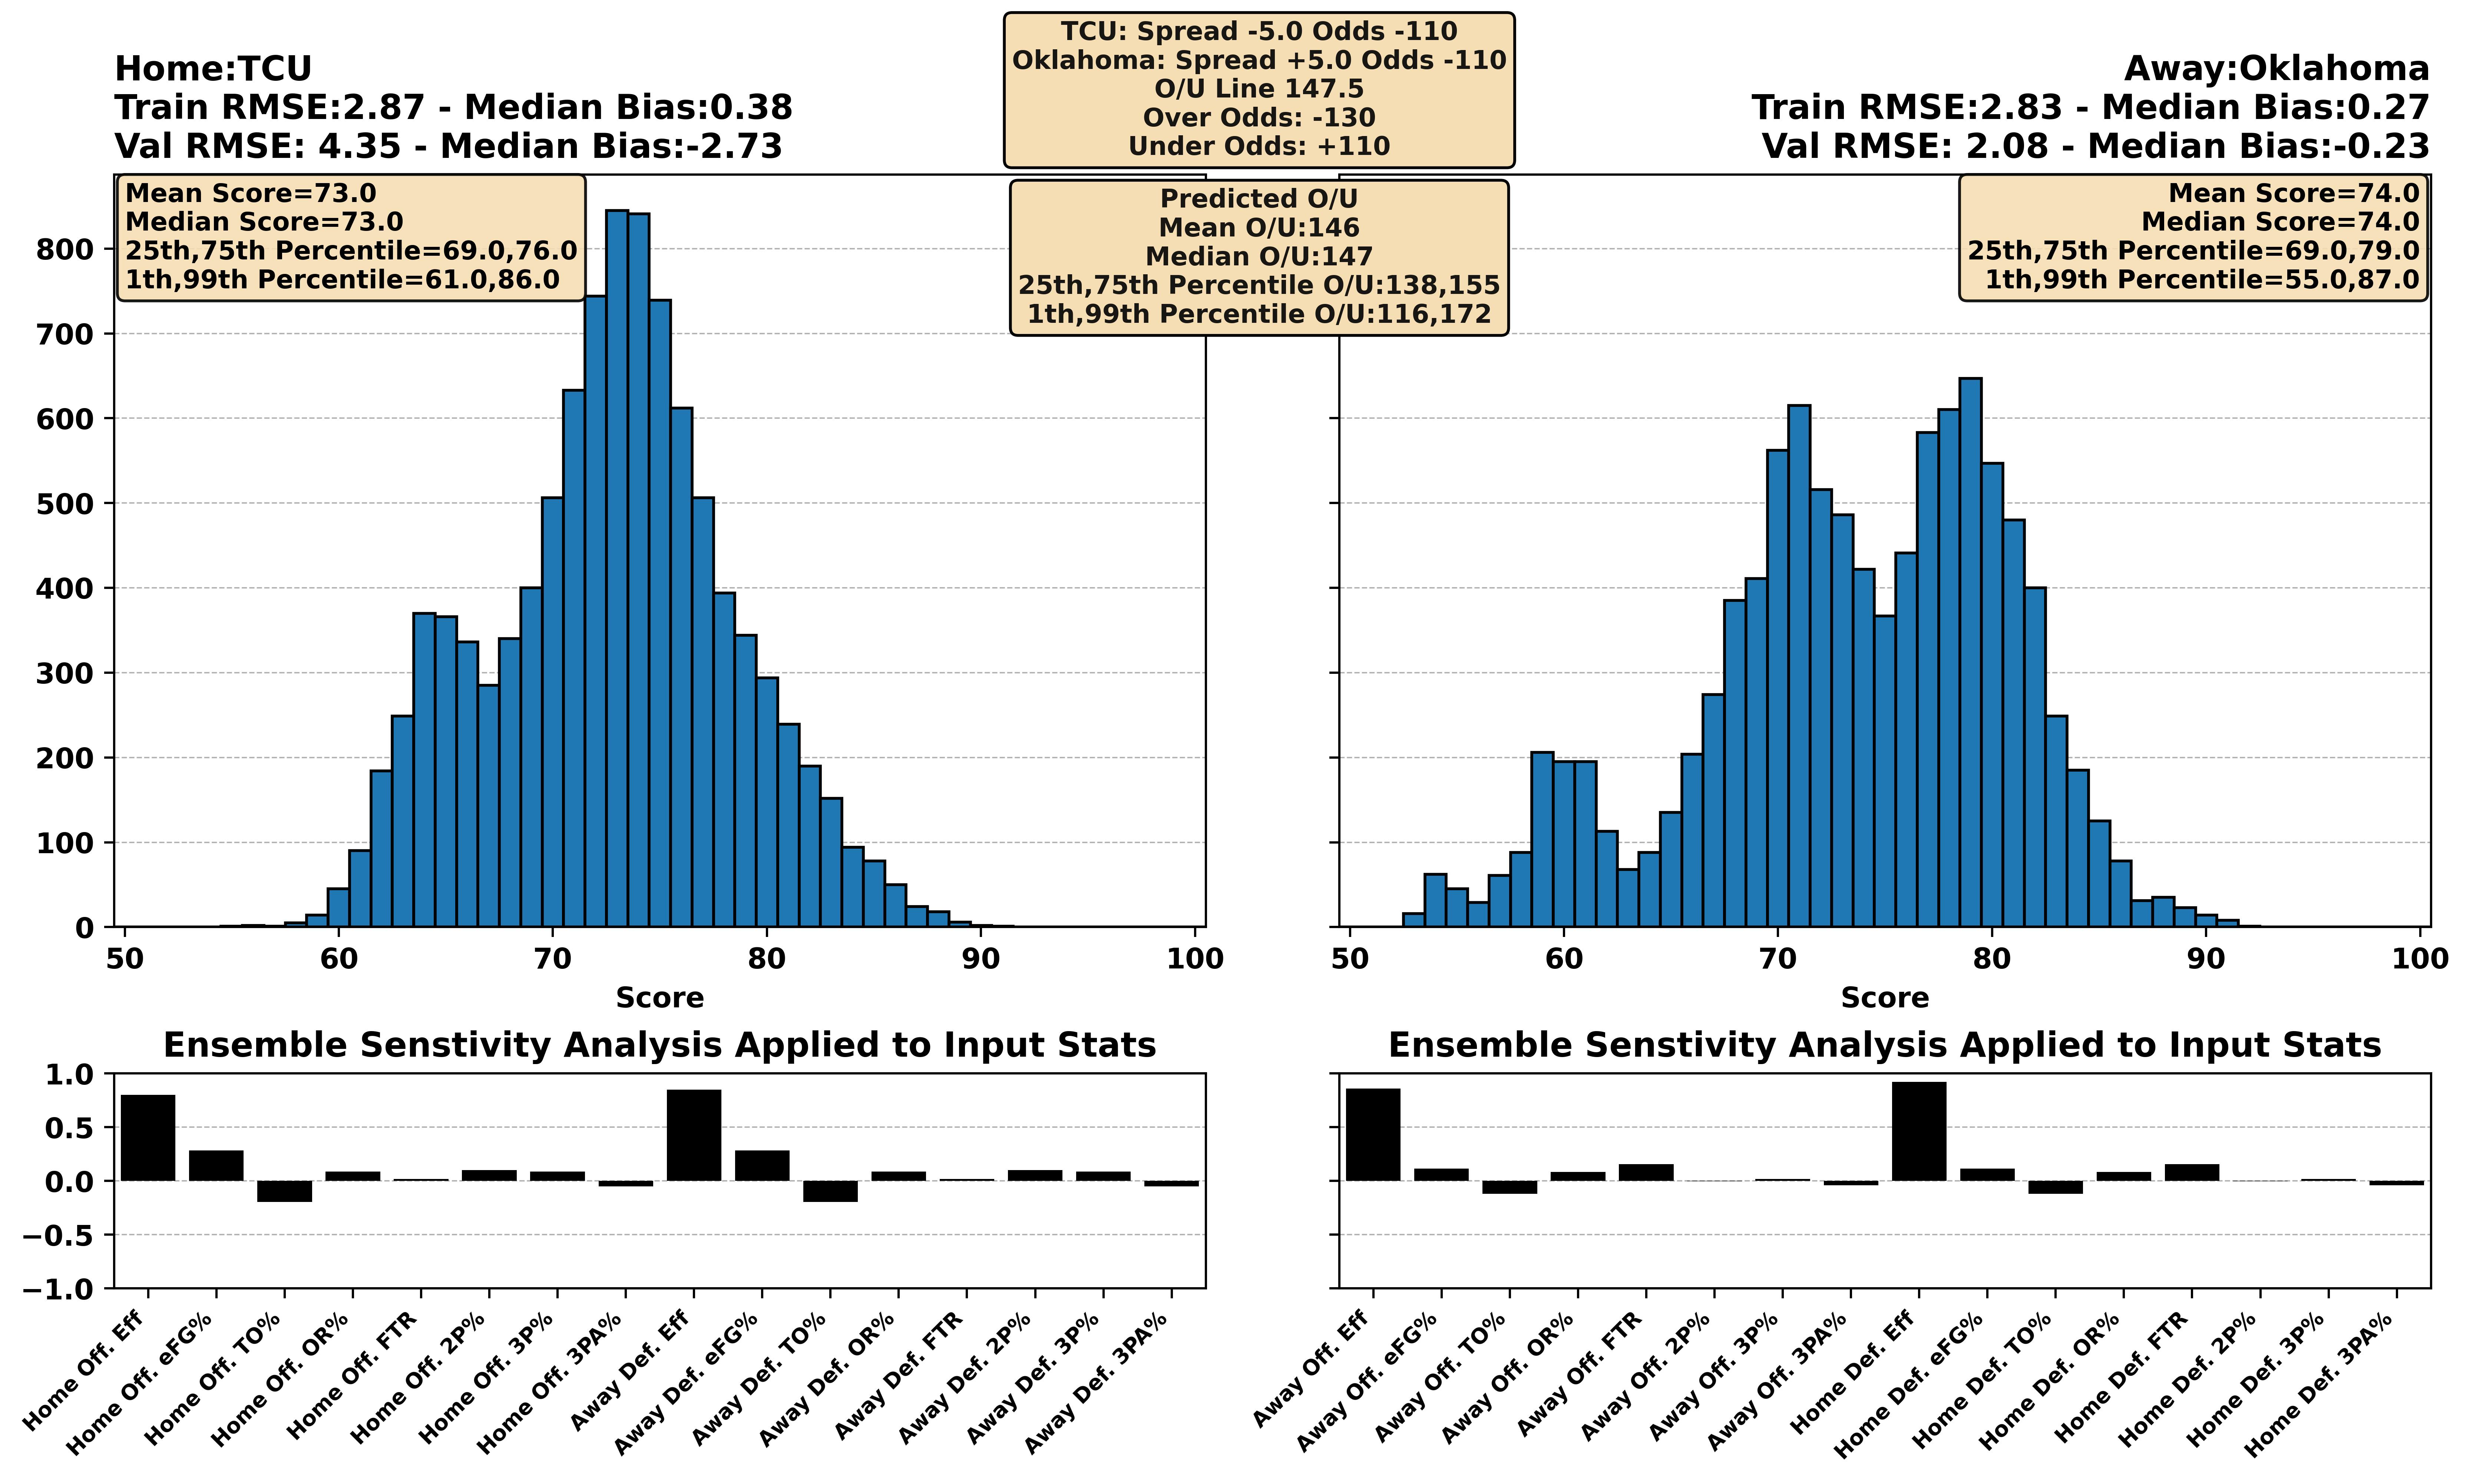 TCU: Spread -5.0 Odds -110
Oklahoma: Spread +5.0 Odds -110
O/U Line 147.5
Over Odds: -130
Under Odds: +110
Home:TCU
Train RMSE:2.87 - Median Bias:0.38
Val RMSE: 4.35 - Median Bias:-2.73
Away:Oklahoma
Train RMSE:2.83 - Median Bias:0.27
Val RMSE: 2.08 - Median Bias:-0.23
Mean Score=73.0
Median Score=73.0
25th,75th Percentile=69.0,76.0
1th,99th Percentile=61.0,86.0
Predicted O/U
Mean O/U:146
Median O/U:147
25th,75th Percentile O/U:138,155
1th,99th Percentile O/U:116,172
Mean Score=74.0
Median Score=74.0
25th,75th Percentile=69.0,79.0
1th,99th Percentile=55.0,87.0
800
700
600
500
400
300
200
100
0
50 60 70 80 90 100
Score
50 60 70 80 90 100
Score
Ensemble Senstivity Analysis Applied to Input Stats
1.0
0.5
0.0
−0.5
−1.0
Home Off. Eff
Home Off. eFG%
Home Off. TO%
Home Off. OR%
Home Off. FTR
Home Off. 2P%
Home Off. 3P%
Home Off. 3PA%
Away Def. Eff
Away Def. eFG%
Away Def. TO%
Away Def. OR%
Away Def. FTR
Away Def. 2P%
Away Def. 3P%
Away Def. 3PA%
Ensemble Senstivity Analysis Applied to Input Stats
Away Off. Eff
Away Off. eFG%
Away Off. TO%
Away Off. OR%
Away Off. FTR
Away Off. 2P%
Away Off. 3P%
Away Off. 3PA%
Home Def. Eff
Home Def. eFG%
Home Def. TO%
Home Def. OR%
Home Def. FTR
Home Def. 2P%
Home Def. 3P%
Home Def. 3PA%